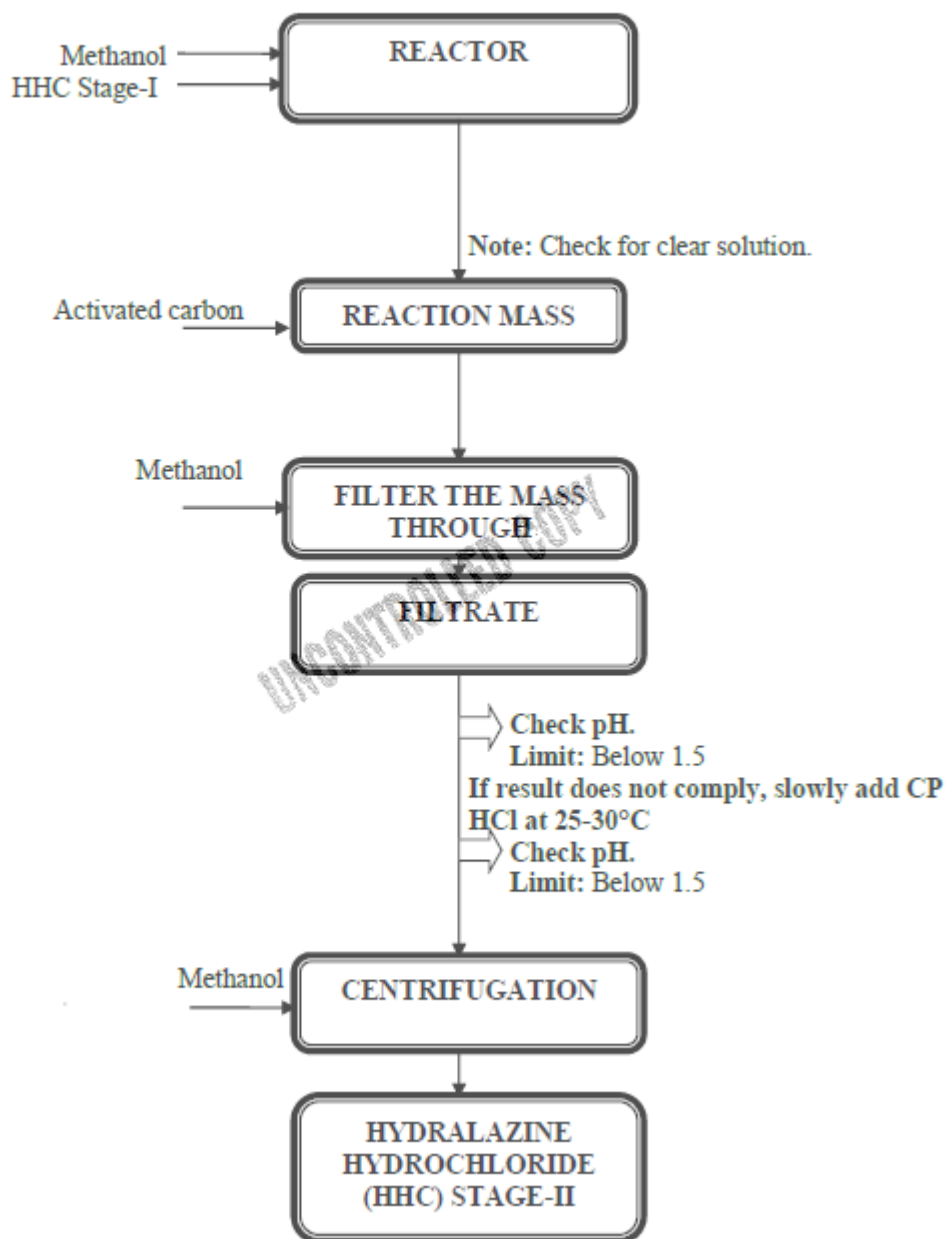 Methanol
HHC Stage-I
REACTOR
Note: Check for clear solution.
Activated carbon
REACTION MASS
Methanol
FILTER THE MASS
THROUGH
FILTRATE
UNCONTROLLED COPY
Check pH.
Limit: Below 1.5
If result does not comply, slowly add CP
HCl at 25-30°C
Check pH.
Limit: Below 1.5
Methanol
CENTRIFUGATION
HYDRALAZINE
HYDROCHLORIDE
(HHC) STAGE-II